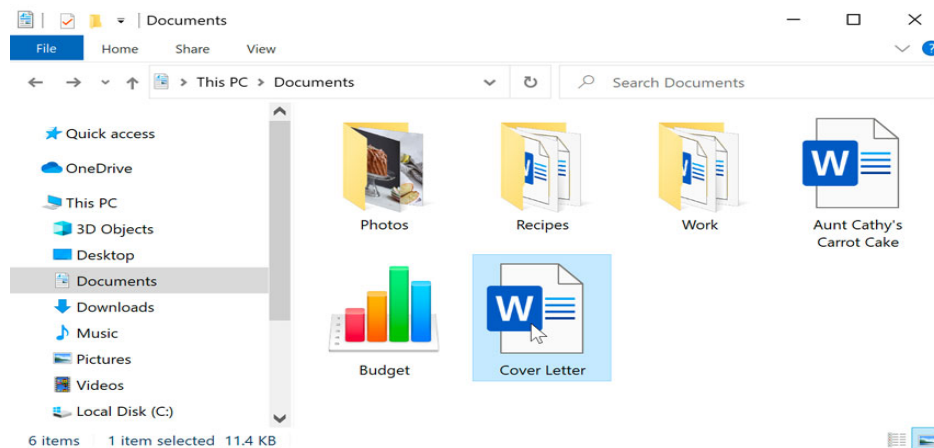 Documents
File Home Share View
?
This PC > Documents
Search Documents
Quick access
OneDrive
This PC
3D Objects
Desktop
Documents
Downloads
Music
Pictures
Videos
Local Disk (C:)
Photos Recipes Work Aunt Cathy's
Carrot Cake
W
Budget Cover Letter
W
6 items 1 item selected 11.4 KB